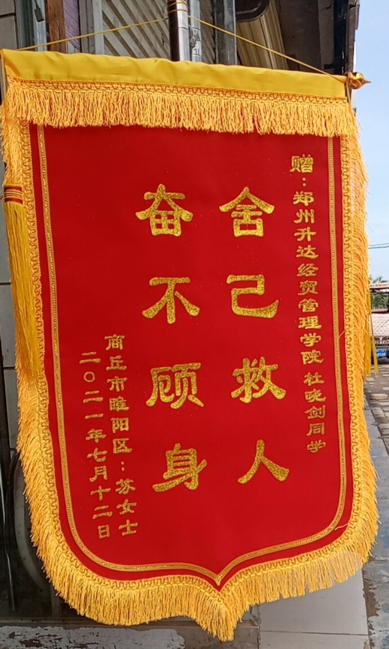 赠：郑州升达经贸管理学院 杜晓剑同学
舍己救人
奋不顾身
商丘市睢阳区：苏女士
二〇二一年七月十二日